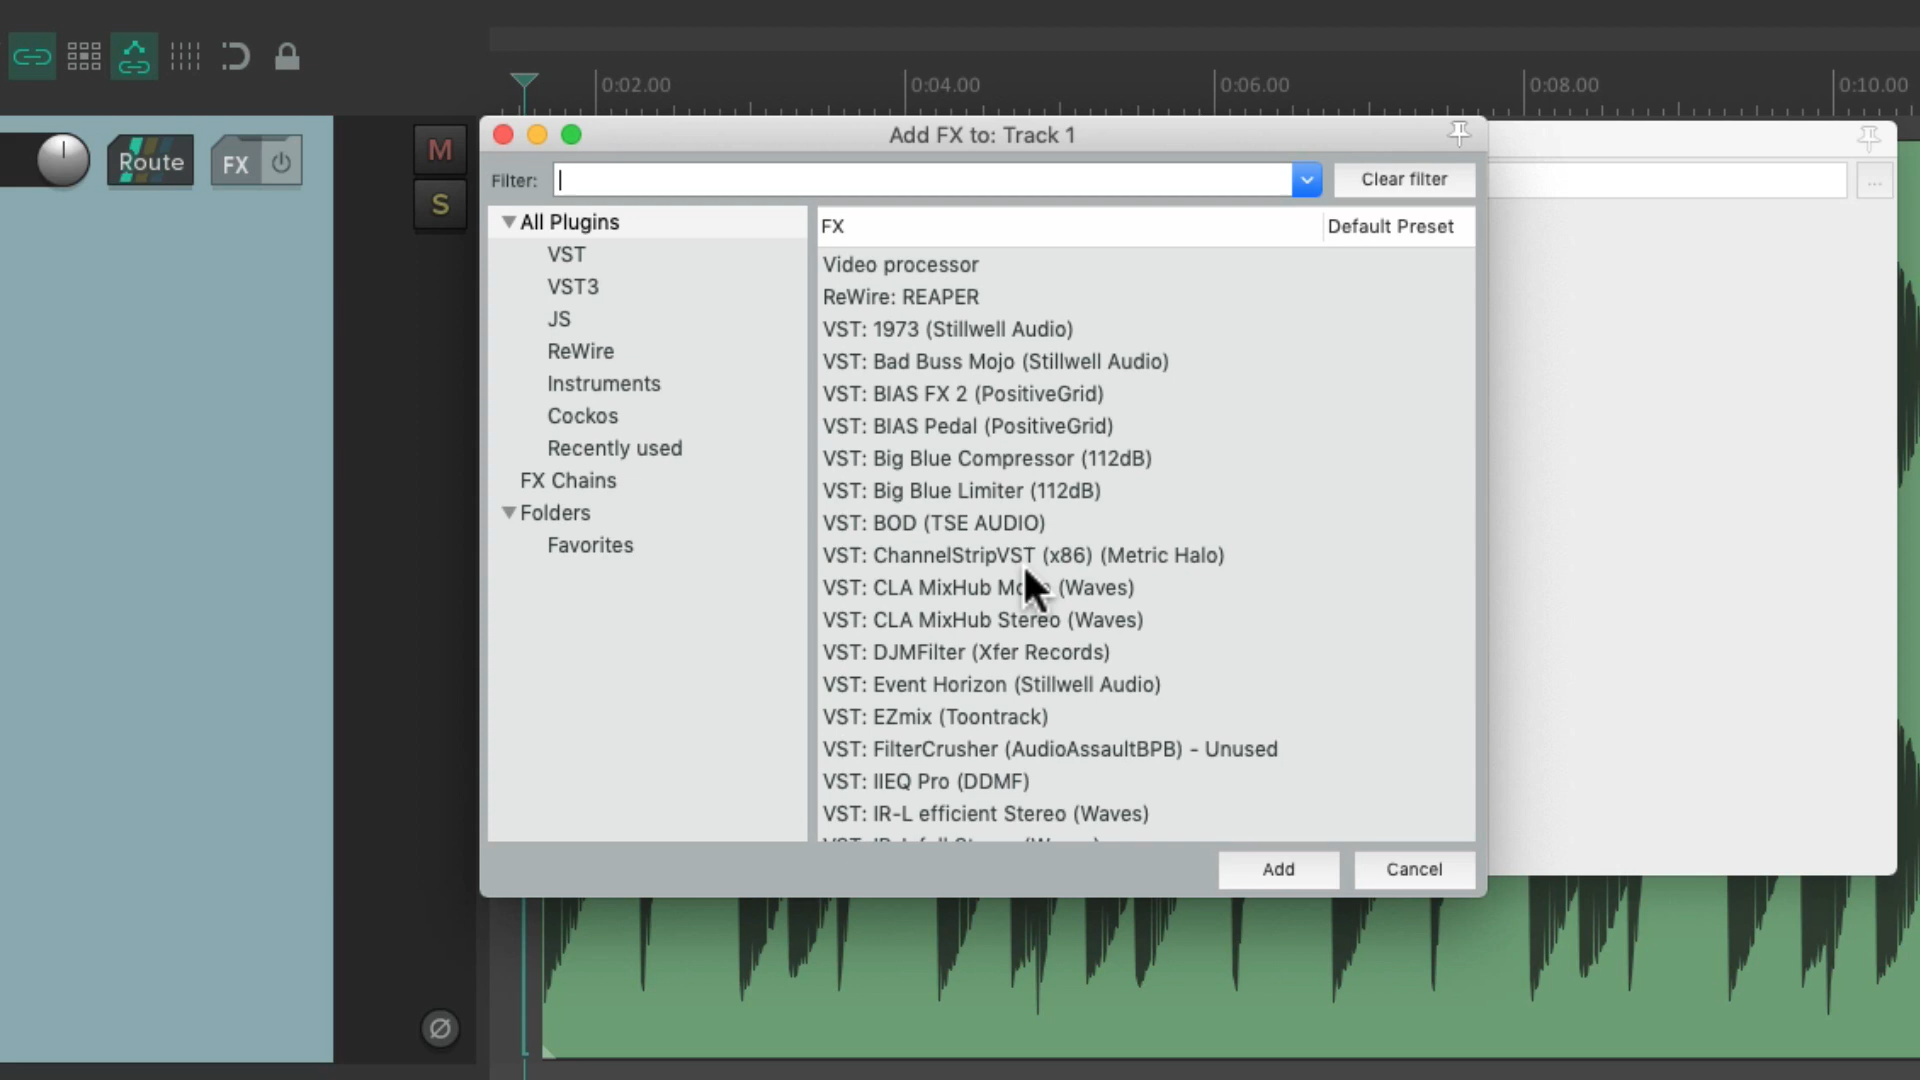 0:02.00
0:04.00
0:06.00
0:08.00
0:10.00
Route
FX
M
S
Add FX to: Track 1
Filter:
Clear filter
...
All Plugins
VST
VST3
JS
ReWire
Instruments
Cockos
Recently used
FX Chains
Folders
Favorites
FX
Default Preset
Video processor
ReWire: REAPER
VST: 1973 (Stillwell Audio)
VST: Bad Buss Mojo (Stillwell Audio)
VST: BIAS FX 2 (PositiveGrid)
VST: BIAS Pedal (PositiveGrid)
VST: Big Blue Compressor (112dB)
VST: Big Blue Limiter (112dB)
VST: BOD (TSE AUDIO)
VST: ChannelStripVST (x86) (Metric Halo)
VST: CLA MixHub (Waves)
VST: CLA MixHub Stereo (Waves)
VST: DJMFilter (Xfer Records)
VST: Event Horizon (Stillwell Audio)
VST: EZmix (Toontrack)
VST: FilterCrusher (AudioAssaultBPB) - Unused
VST: IIEQ Pro (DDMF)
VST: IR-L efficient Stereo (Waves)
Add
Cancel